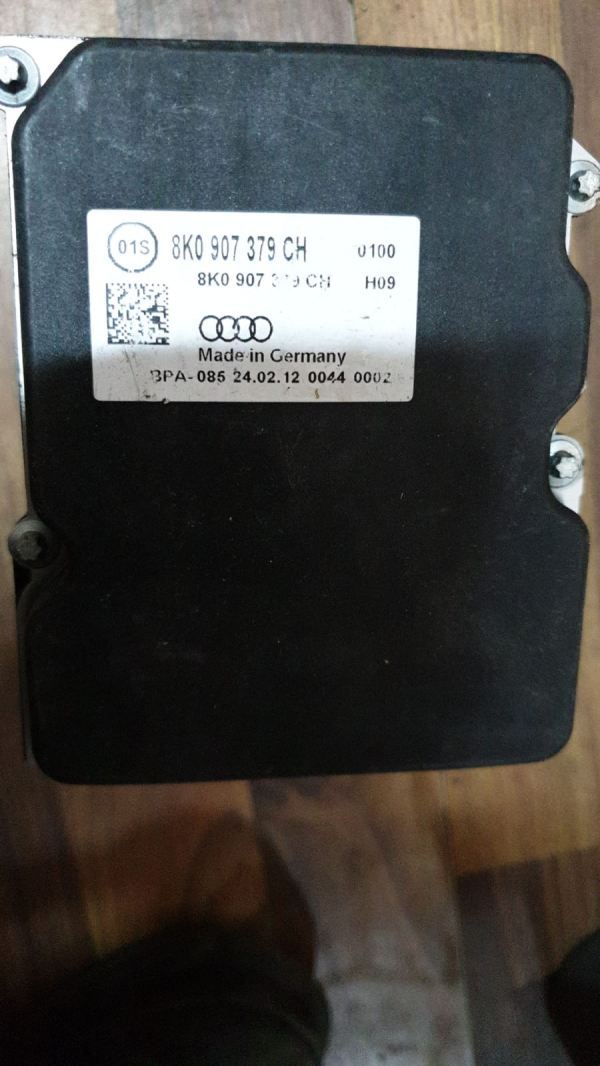 01S 8K0 907 379 CH 0100
8K0 907 379 CH H09
Made in Germany
BPA-085 24.02.12 0044 0002